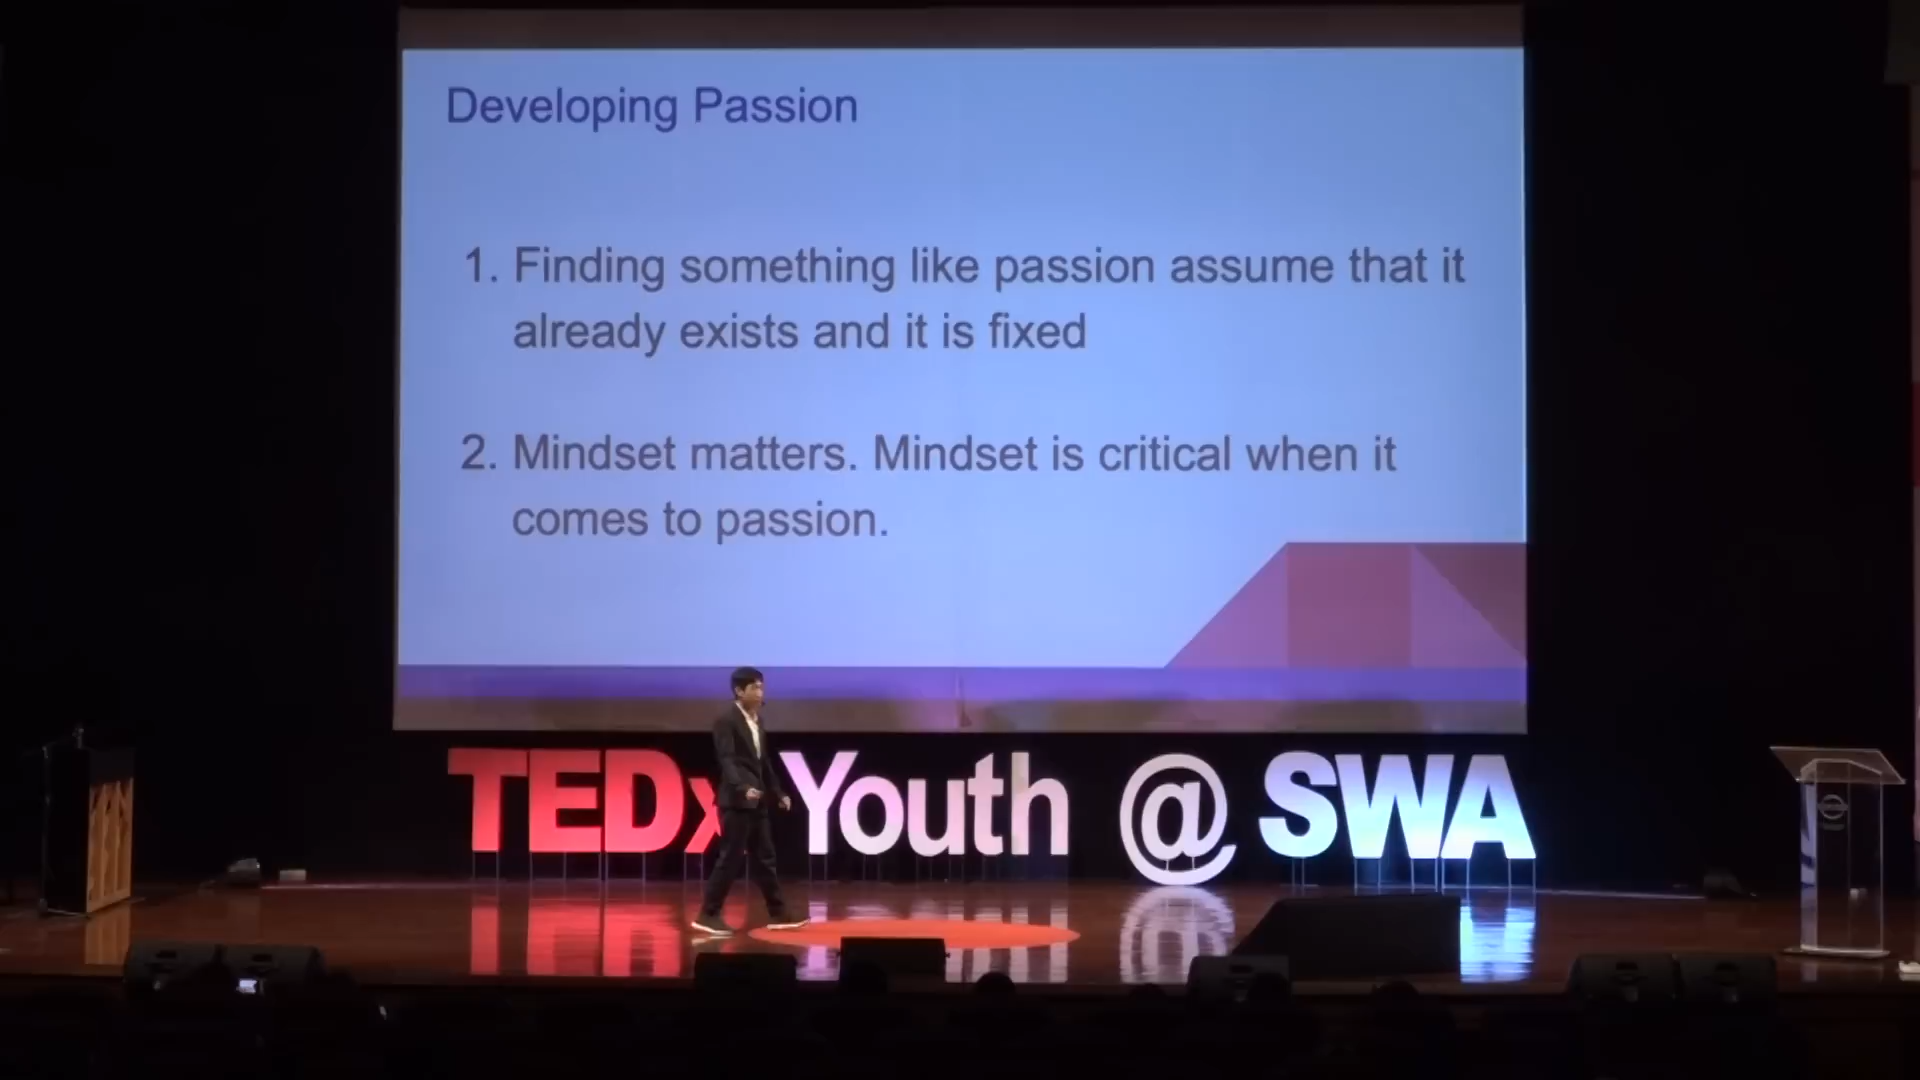 Developing Passion
1. Finding something like passion assume that it
already exists and it is fixed
2. Mindset matters. Mindset is critical when it
comes to passion.
TEDx Youth @ SWA